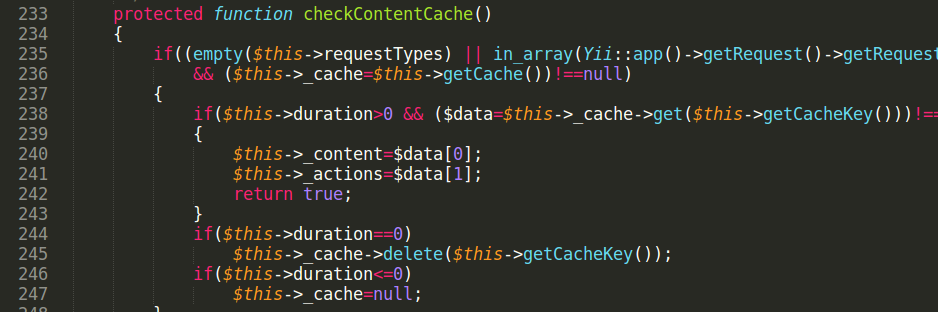 233 protected function checkContentCache()
234 {
235 if((empty($this->requestTypes) || in_array(Yii::app()->getRequest()->getRequest
236 && ($this->_cache=$this->getCache())!==null)
237 {
238 if($this->duration>0 && ($data=$this->_cache->get($this->getCacheKey()))!==
239 {
240 $this->_content=$data[0];
241 $this->_actions=$data[1];
242 return true;
243 }
244 if($this->duration==0)
245 $this->_cache->delete($this->getCacheKey());
246 if($this->duration<=0)
247 $this->_cache=null;
248 }